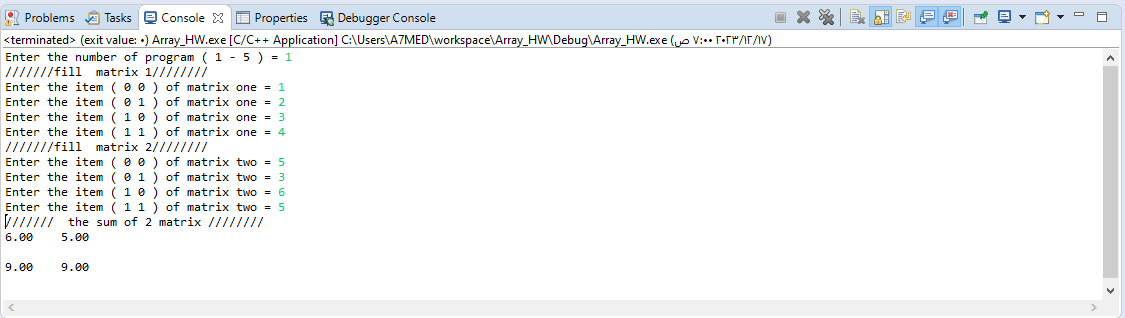 Problems Tasks Console Properties Debugger Console
<terminated> (exit value: ٠) Array_HW.exe [C/C++ Application] C:\Users\A7MED\workspace\Array_HW\Debug\Array_HW.exe (٢٠٢٣/١٢/١٧ ٧:٠٠ ص)
Enter the number of program ( 1 - 5 ) = 1
///////fill  matrix 1////////
Enter the item ( 0 0 ) of matrix one = 1
Enter the item ( 0 1 ) of matrix one = 2
Enter the item ( 1 0 ) of matrix one = 3
Enter the item ( 1 1 ) of matrix one = 4
///////fill  matrix 2////////
Enter the item ( 0 0 ) of matrix two = 5
Enter the item ( 0 1 ) of matrix two = 3
Enter the item ( 1 0 ) of matrix two = 6
Enter the item ( 1 1 ) of matrix two = 5
///////  the sum of 2 matrix ////////
6.00    5.00
9.00    9.00